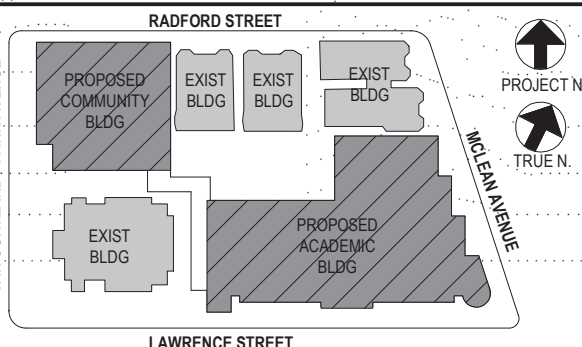 RADFORD STREET
PROPOSED
COMMUNITY
BLDG
EXIST
BLDG
EXIST
BLDG
EXIST
BLDG
PROJECT N
TRUE N.
MCLEAN AVENUE
EXIST
BLDG
PROPOSED
ACADEMIC
BLDG
LAWRENCE STREET